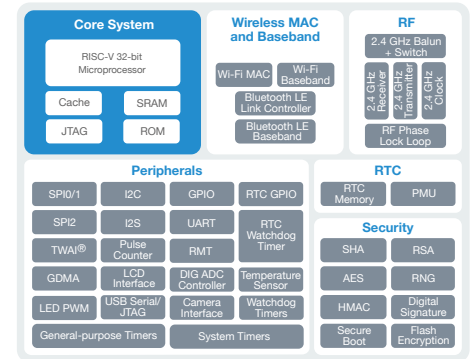 Core System
RISC-V 32-bit
Microprocessor
Cache
SRAM
JTAG
ROM
Wireless MAC
and Baseband
Wi-Fi MAC
Wi-Fi
Baseband
Bluetooth LE
Link Controller
Bluetooth LE
Baseband
RF
2.4 GHz Balun
+ Switch
2.4 GHz
Receiver
2.4 GHz
Transmitter
2.4 GHz
Clock
RF Phase
Lock Loop
Peripherals
SPI0/1
I2C
GPIO
RTC GPIO
SPI2
I2S
UART
RTC
Watchdog
Timer
TWAI®
Pulse
Counter
RMT
GDMA
LCD
Interface
DIG ADC
Controller
Temperature
Sensor
LED PWM
USB Serial/
JTAG
Camera
Interface
Watchdog
Timers
General-purpose Timers
System Timers
RTC
RTC
Memory
PMU
Security
SHA
RSA
AES
RNG
HMAC
Digital
Signature
Secure
Boot
Flash
Encryption